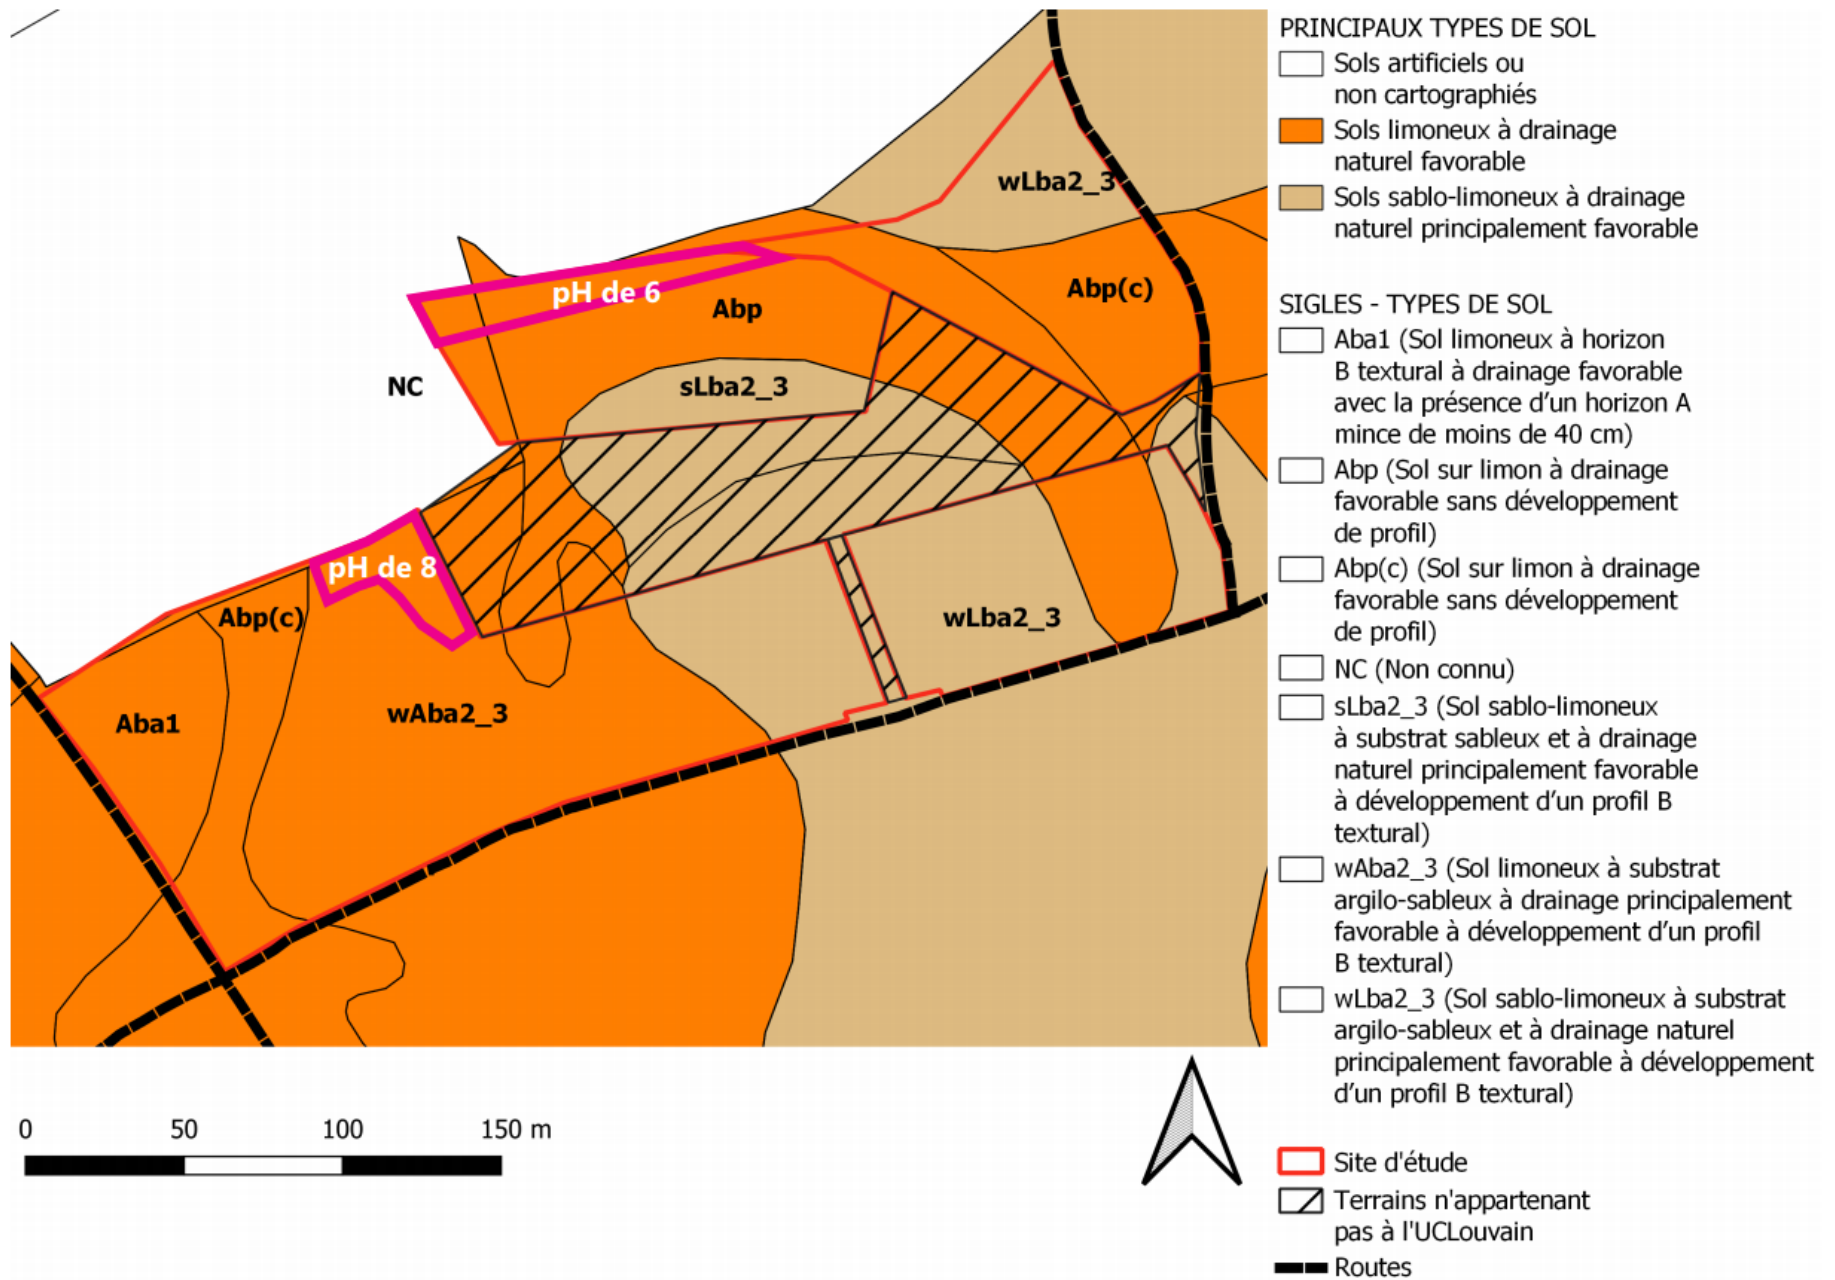 wLba2_3
Abp(c)
pH de 6
Abp
NC
sLba2_3
pH de 8
Abp(c)
wLba2_3
Aba1
wAba2_3
0 50 100 150 m
PRINCIPAUX TYPES DE SOL
Sols artificiels ou
non cartographiés
Sols limoneux à drainage
naturel favorable
Sols sablo-limoneux à drainage
naturel principalement favorable
SIGLES - TYPES DE SOL
Aba1 (Sol limoneux à horizon
B textural à drainage favorable
avec la présence d'un horizon A
mince de moins de 40 cm)
Abp (Sol sur limon à drainage
favorable sans développement
de profil)
Abp(c) (Sol sur limon à drainage
favorable sans développement
de profil)
NC (Non connu)
sLba2_3 (Sol sablo-limoneux
à substrat sableux et à drainage
naturel principalement favorable
à développement d'un profil B
textural)
wAba2_3 (Sol limoneux à substrat
argilo-sableux à drainage principalement
favorable à développement d'un profil
B textural)
wLba2_3 (Sol sablo-limoneux à substrat
argilo-sableux et à drainage naturel
principalement favorable à développement
d'un profil B textural)
Site d'étude
Terrains n'appartenant
pas à l'UCLouvain
Routes